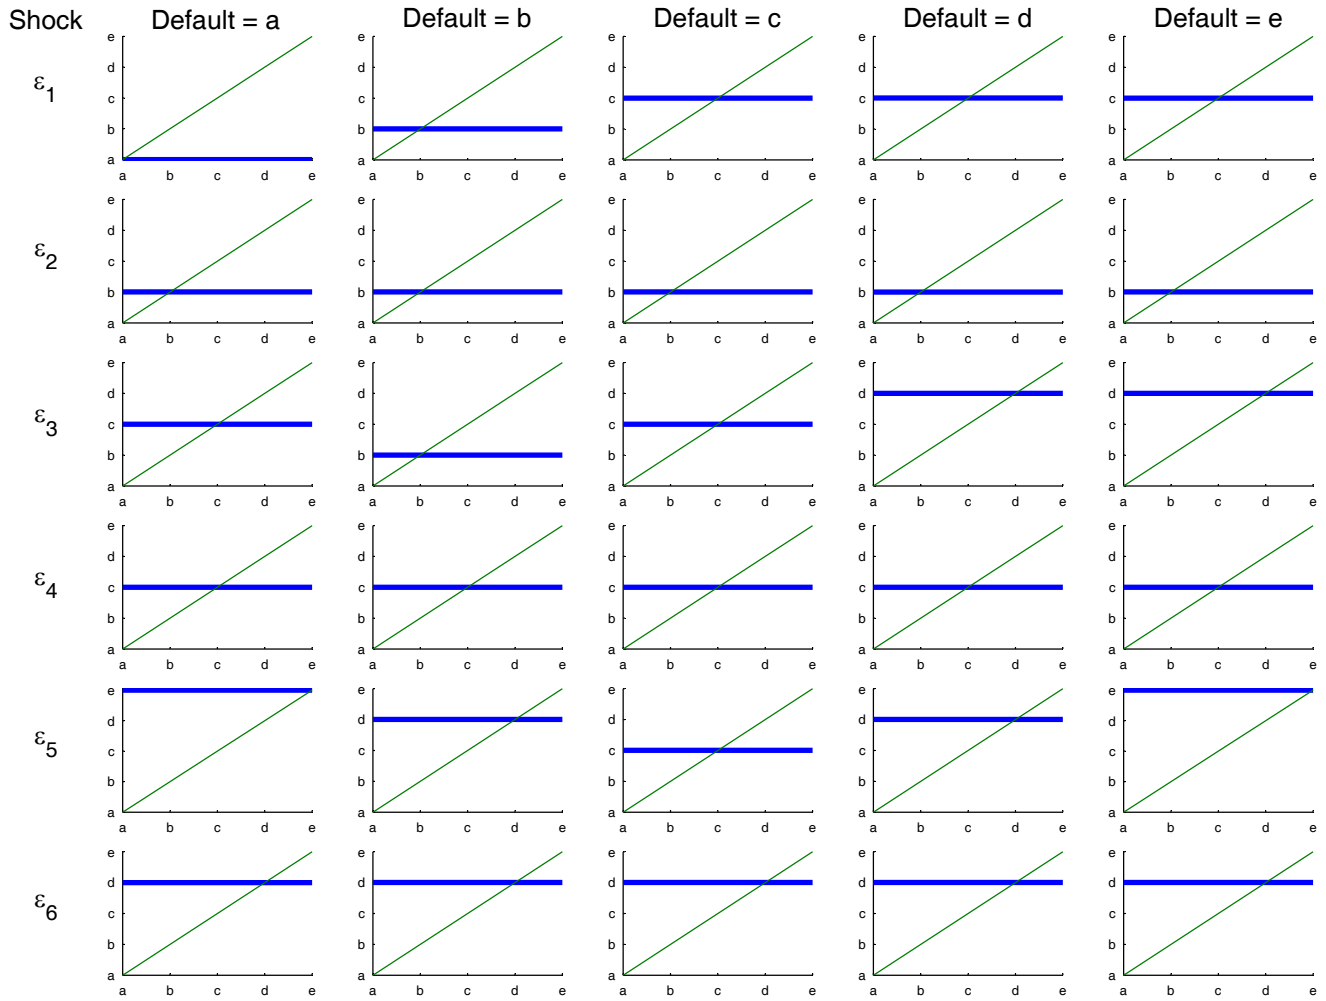 Shock Default = a Default = b Default = c Default = d Default = e
e e e e e
d d d d d
ε1 c c c c c
b b b b b
a a a a a
a b c d e a b c d e a b c d e a b c d e a b c d e
e e e e e
d d d d d
ε2 c c c c c
b b b b b
a a a a a
a b c d e a b c d e a b c d e a b c d e a b c d e
e e e e e
d d d d d
ε3 c c c c c
b b b b b
a a a a a
a b c d e a b c d e a b c d e a b c d e a b c d e
e e e e e
d d d d d
ε4 c c c c c
b b b b b
a a a a a
a b c d e a b c d e a b c d e a b c d e a b c d e
e e e e e
d d d d d
ε5 c c c c c
b b b b b
a a a a a
a b c d e a b c d e a b c d e a b c d e a b c d e
e e e e e
d d d d d
ε6 c c c c c
b b b b b
a a a a a
a b c d e a b c d e a b c d e a b c d e a b c d e